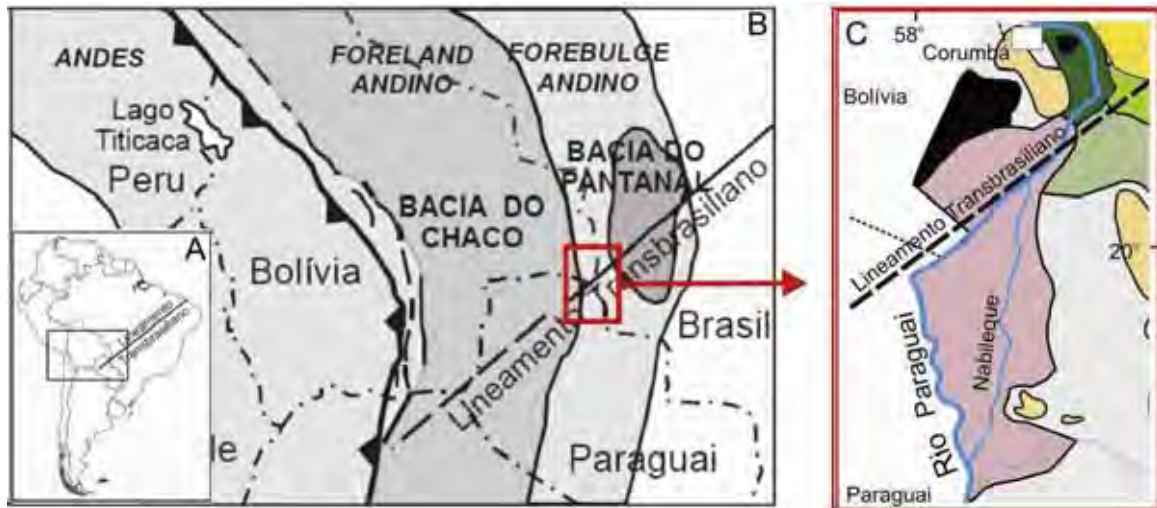 B
ANDES
FORELAND
ANDINO
FOREBULGE
ANDINO
Lago
Titicaca
Peru
BACIA DO
PANTANAL
BACIA DO
CHACO
Bolívia
Lineamento Transbrasiliano
Brasil
Paraguai
le
A
Lineamento
Transbrasiliano
C
58°
Corumbá
Bolívia
Lineamento Transbrasiliano
20°
Nabileque
Rio Paraguai
Paraguai